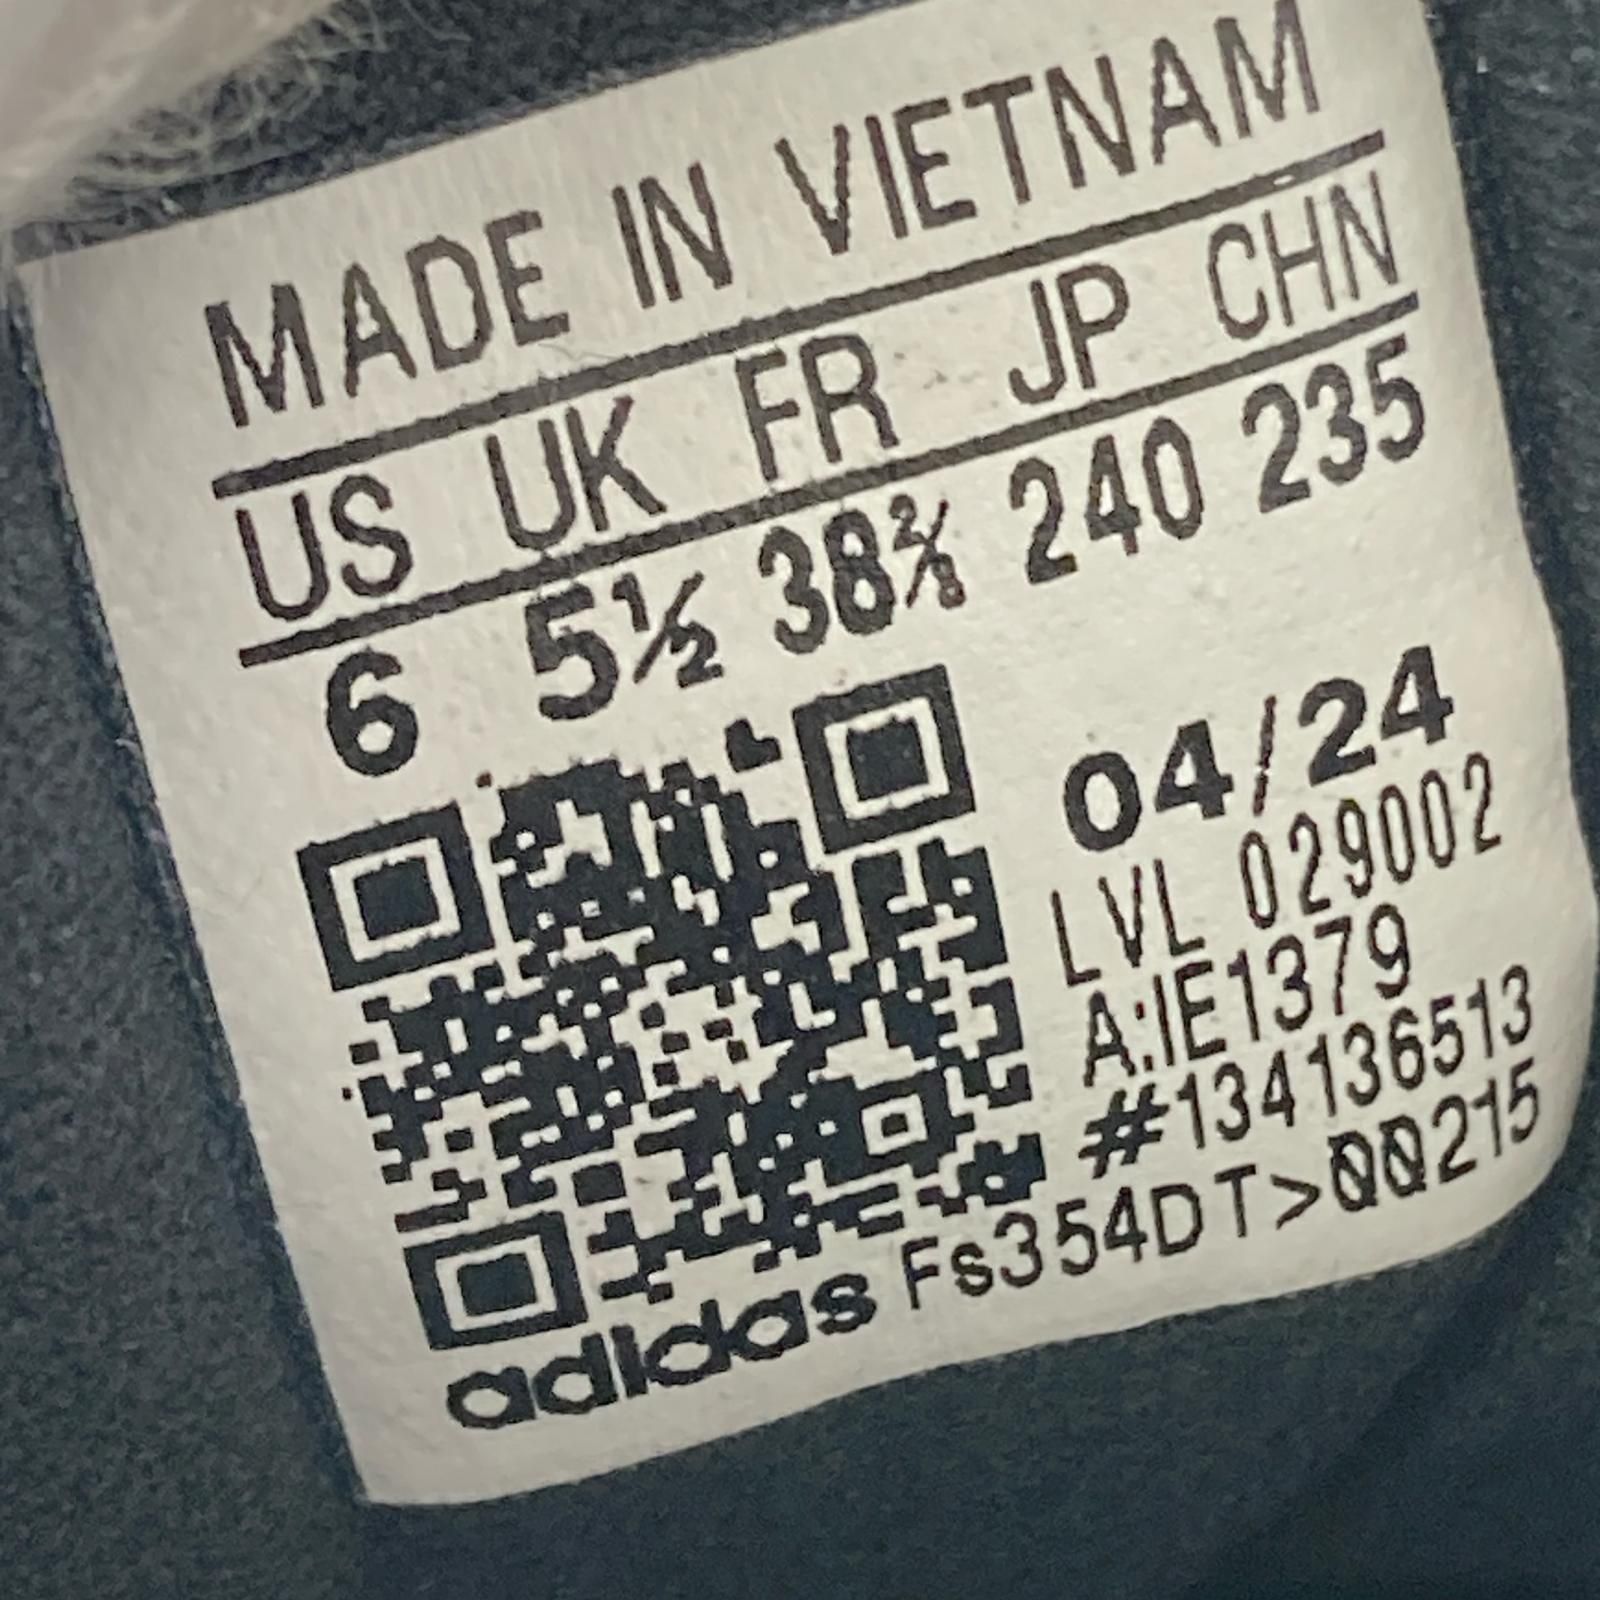 MADE IN VIETNAM
US UK FR JP CHN
6 5½ 38⅔ 240 235
04/24
LVL 029002
A:IE1379
#134136513
adidas Fs354DT>00215